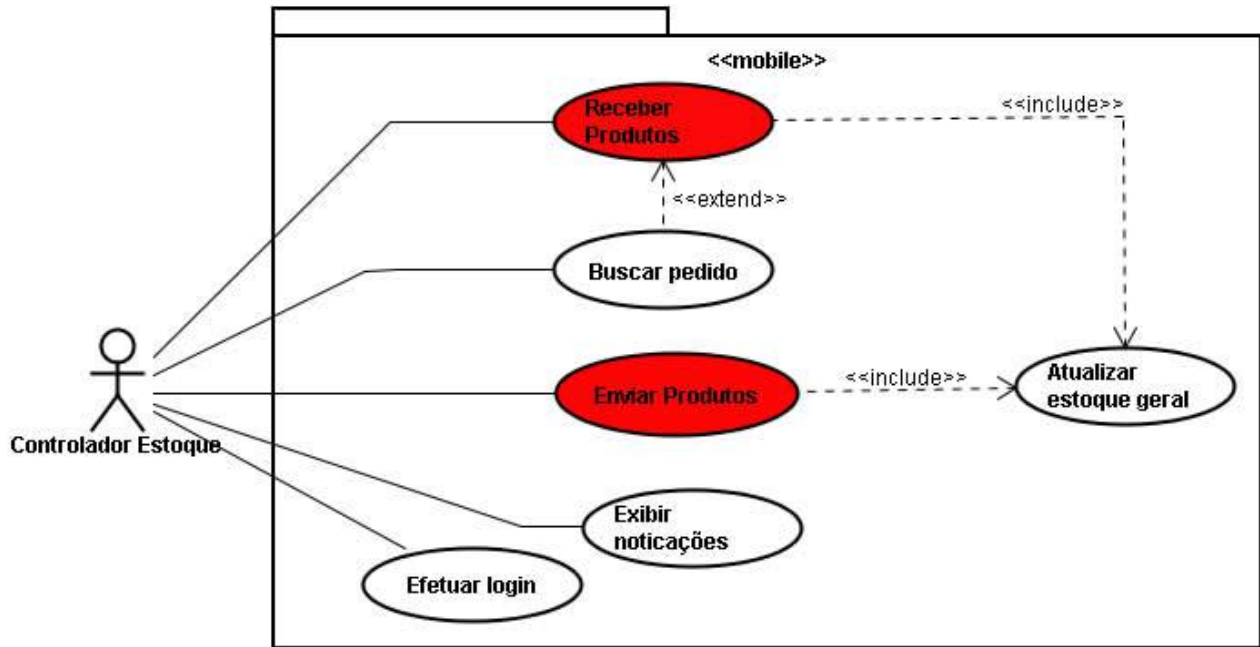 <<mobile>>
Receber
Produtos
<<include>>
<<extend>>
Buscar pedido
Enviar Produtos
<<include>>
Atualizar
estoque geral
Controlador Estoque
Exibir
noticações
Efetuar login